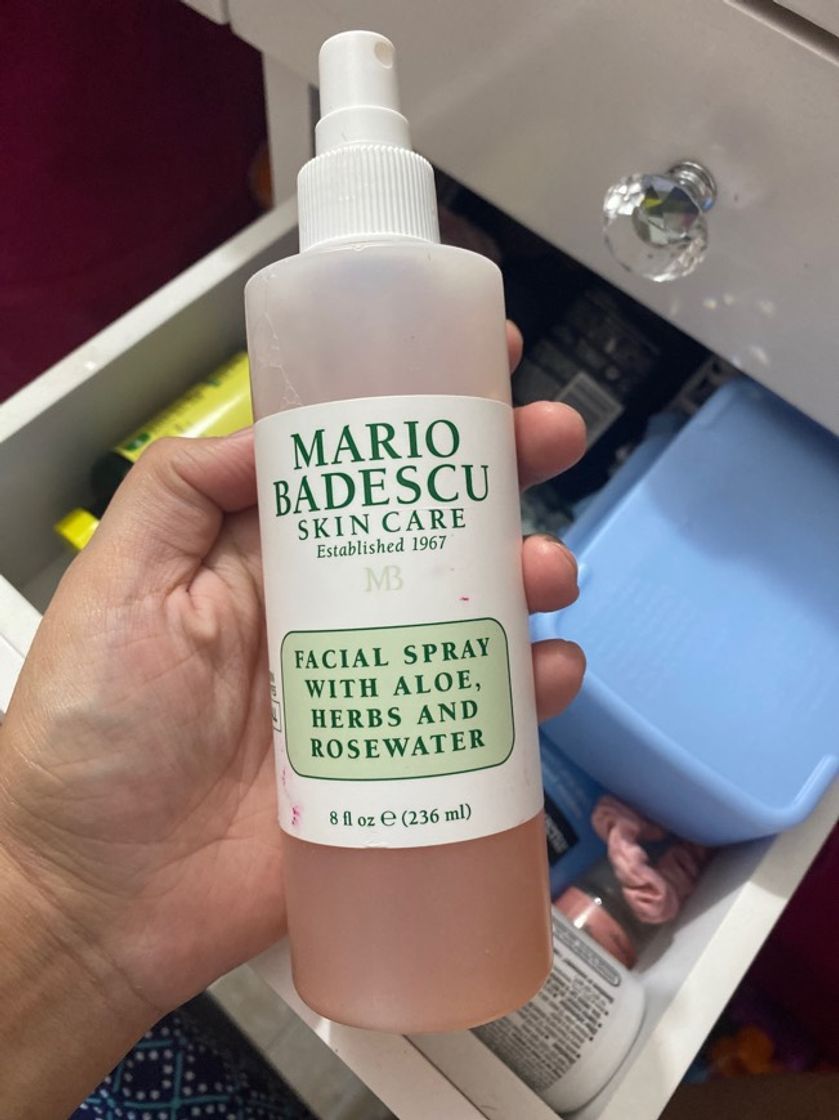 MARIO
BADESCU
SKIN CARE
Established 1967
MB
FACIAL SPRAY
WITH ALOE,
HERBS AND
ROSEWATER
8 fl oz ℮ (236 ml)